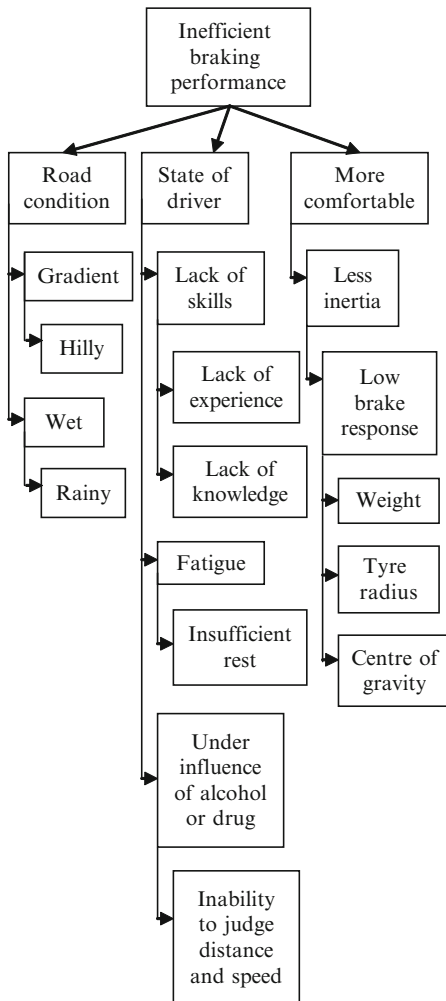 Inefficient
braking
performance
Road
condition
Gradient
Hilly
Wet
Rainy
State of
driver
Lack of
skills
Lack of
experience
Lack of
knowledge
Fatigue
Insufficient
rest
Under
influence
of alcohol
or drug
Inability
to judge
distance
and speed
More
comfortable
Less
inertia
Low
brake
response
Weight
Tyre
radius
Centre of
gravity